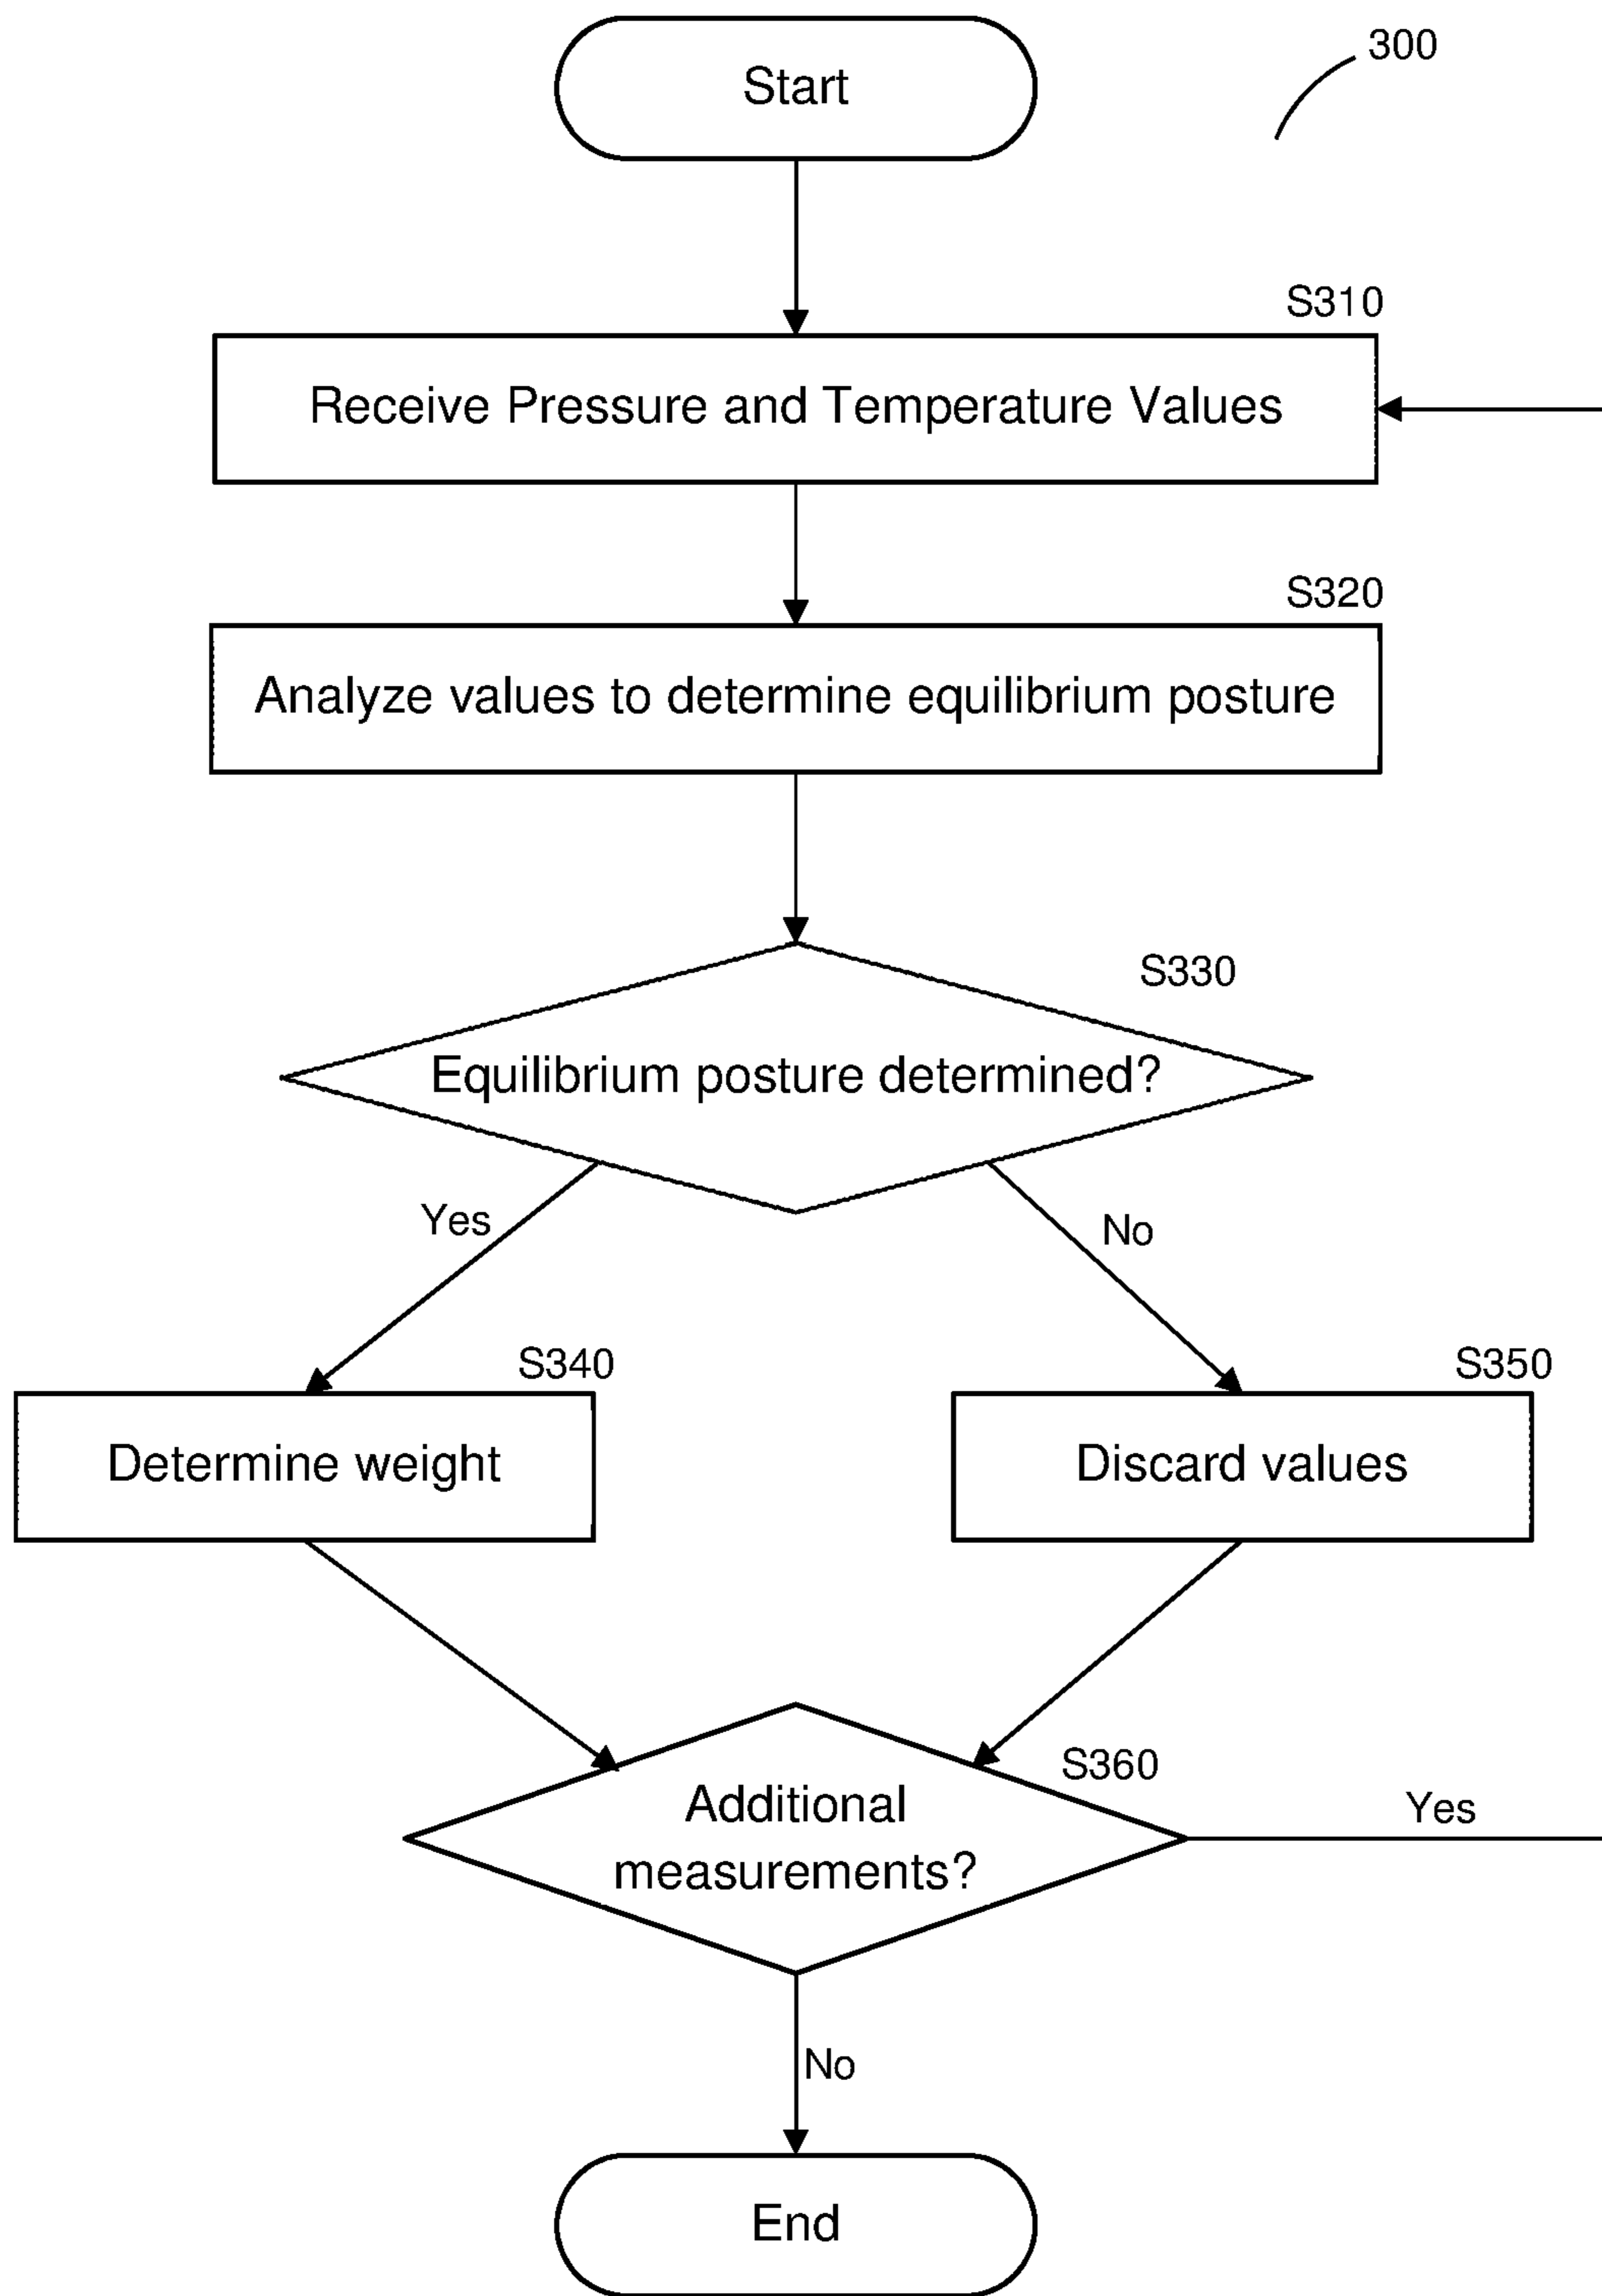 Start
300
S310
Receive Pressure and Temperature Values
S320
Analyze values to determine equilibrium posture
S330
Equilibrium posture determined?
Yes
No
S340
S350
Determine weight
Discard values
S360
Additional
measurements?
Yes
No
End